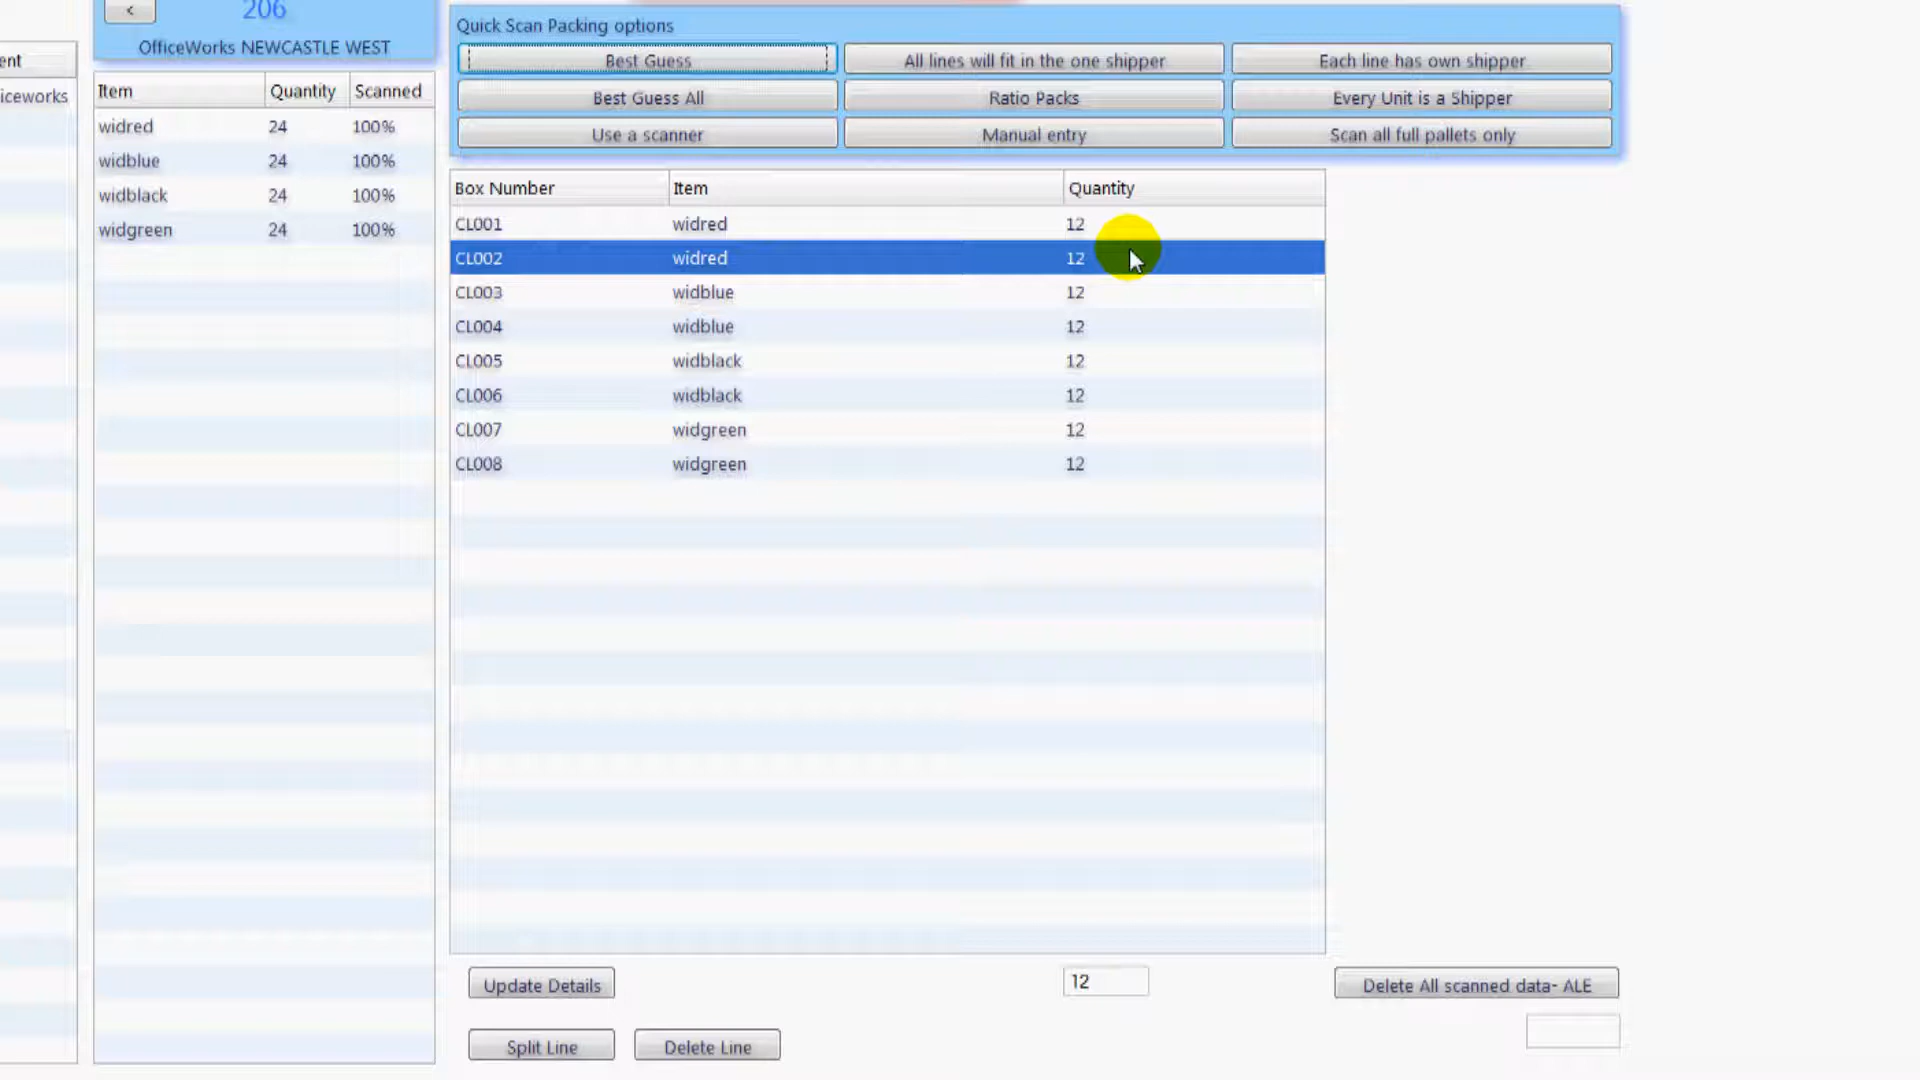 ent
iceworks
<
206
OfficeWorks NEWCASTLE WEST
Item Quantity Scanned
widred 24 100%
widblue 24 100%
widblack 24 100%
widgreen 24 100%
Quick Scan Packing options
Best Guess All lines will fit in the one shipper Each line has own shipper
Best Guess All Ratio Packs Every Unit is a Shipper
Use a scanner Manual entry Scan all full pallets only
Box Number Item Quantity
CL001 widred 12
CL002 widred 12
CL003 widblue 12
CL004 widblue 12
CL005 widblack 12
CL006 widblack 12
CL007 widgreen 12
CL008 widgreen 12
Update Details 12 Delete All scanned data- ALE
Split Line Delete Line